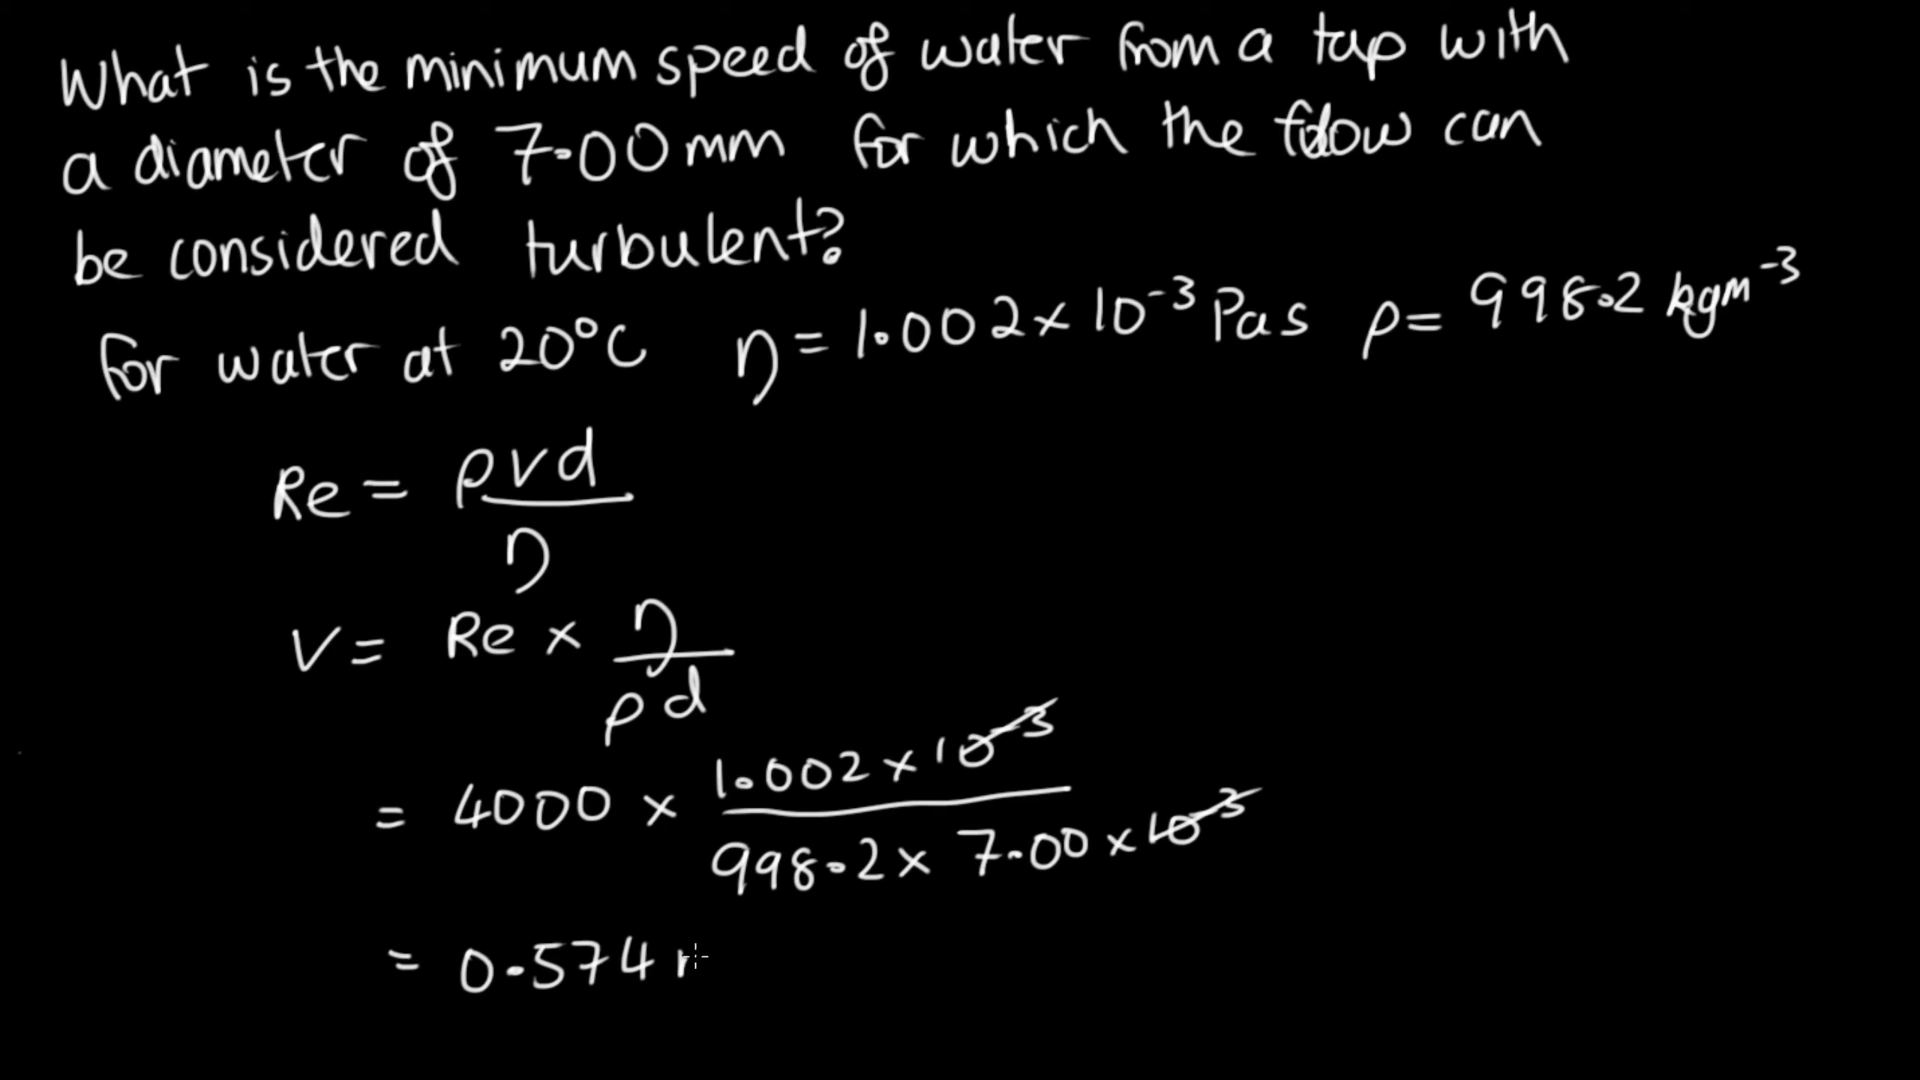 What is the minimum speed of water from a tap with
a diameter of 7.00 mm for which the flow can
be considered turbulent?
for water at 20°C η = 1.002 × 10⁻³ Pas ρ = 998.2 kgm⁻³
Re = ρvd / η
V = Re × η / ρd
= 4000 × 1.002 × 10⁻³ / 998.2 × 7.00 × 10⁻³
= 0.574